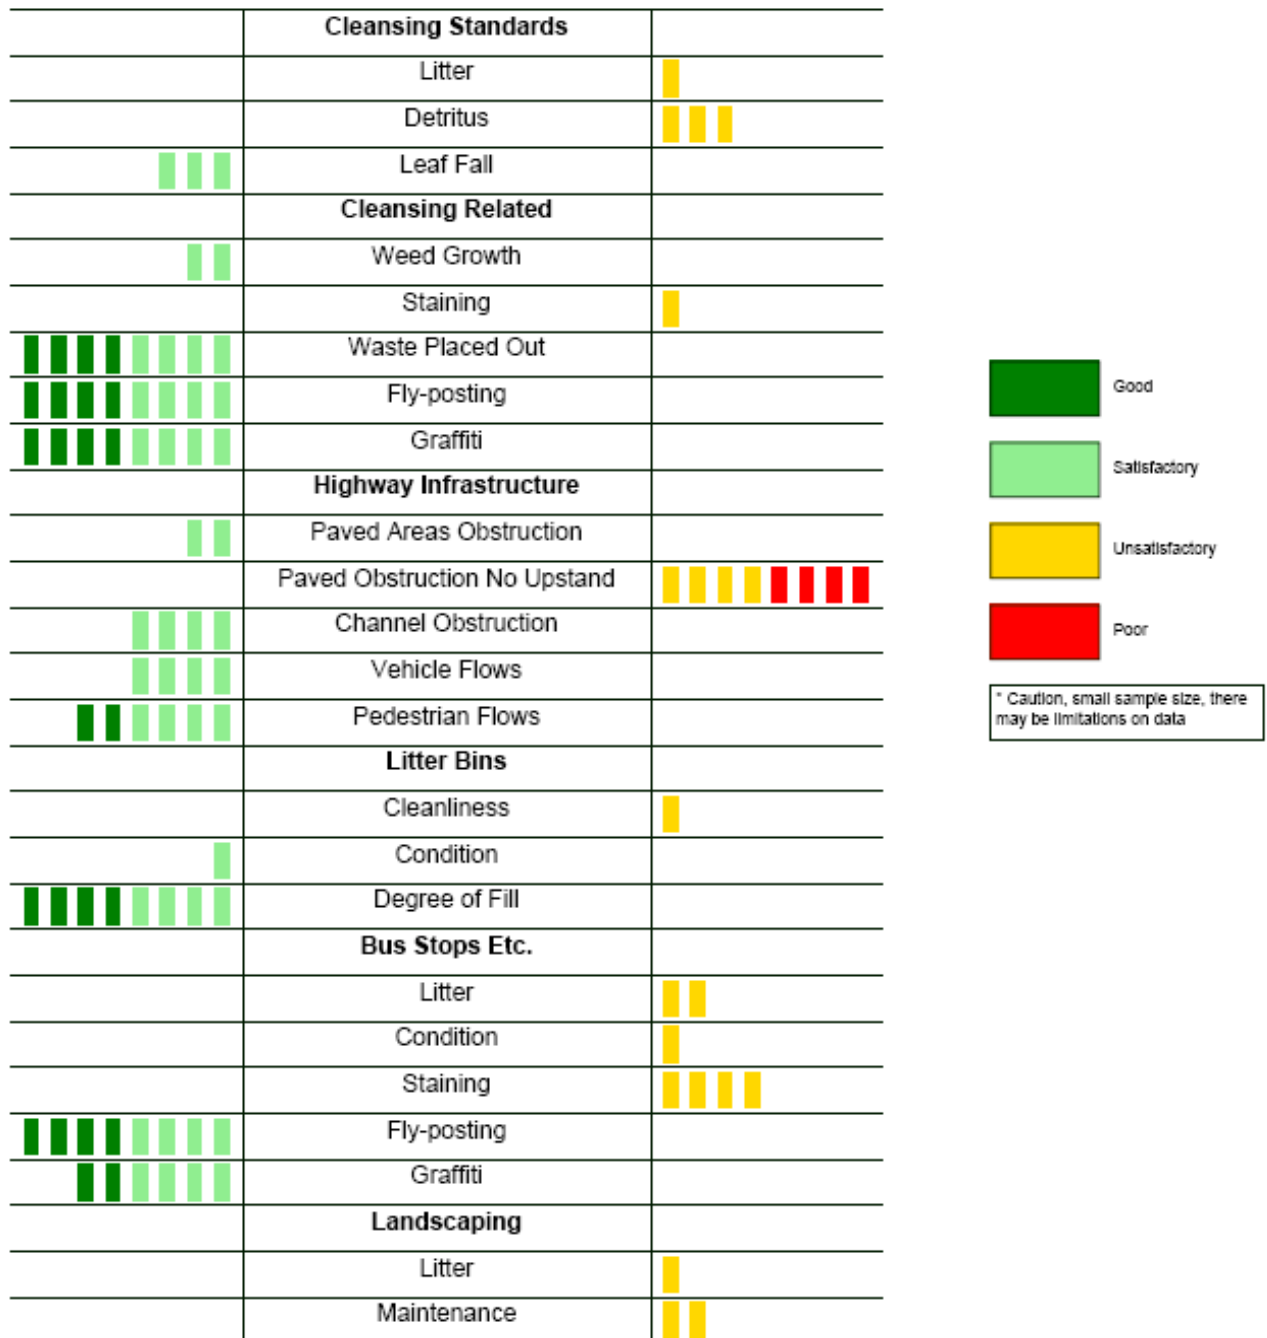 Cleansing Standards
Litter
Detritus
Leaf Fall
Cleansing Related
Weed Growth
Staining
Waste Placed Out
Fly-posting
Graffiti
Highway Infrastructure
Paved Areas Obstruction
Paved Obstruction No Upstand
Channel Obstruction
Vehicle Flows
Pedestrian Flows
Litter Bins
Cleanliness
Condition
Degree of Fill
Bus Stops Etc.
Litter
Condition
Staining
Fly-posting
Graffiti
Landscaping
Litter
Maintenance
Good
Satisfactory
Unsatisfactory
Poor
* Caution, small sample size, there
may be limitations on data